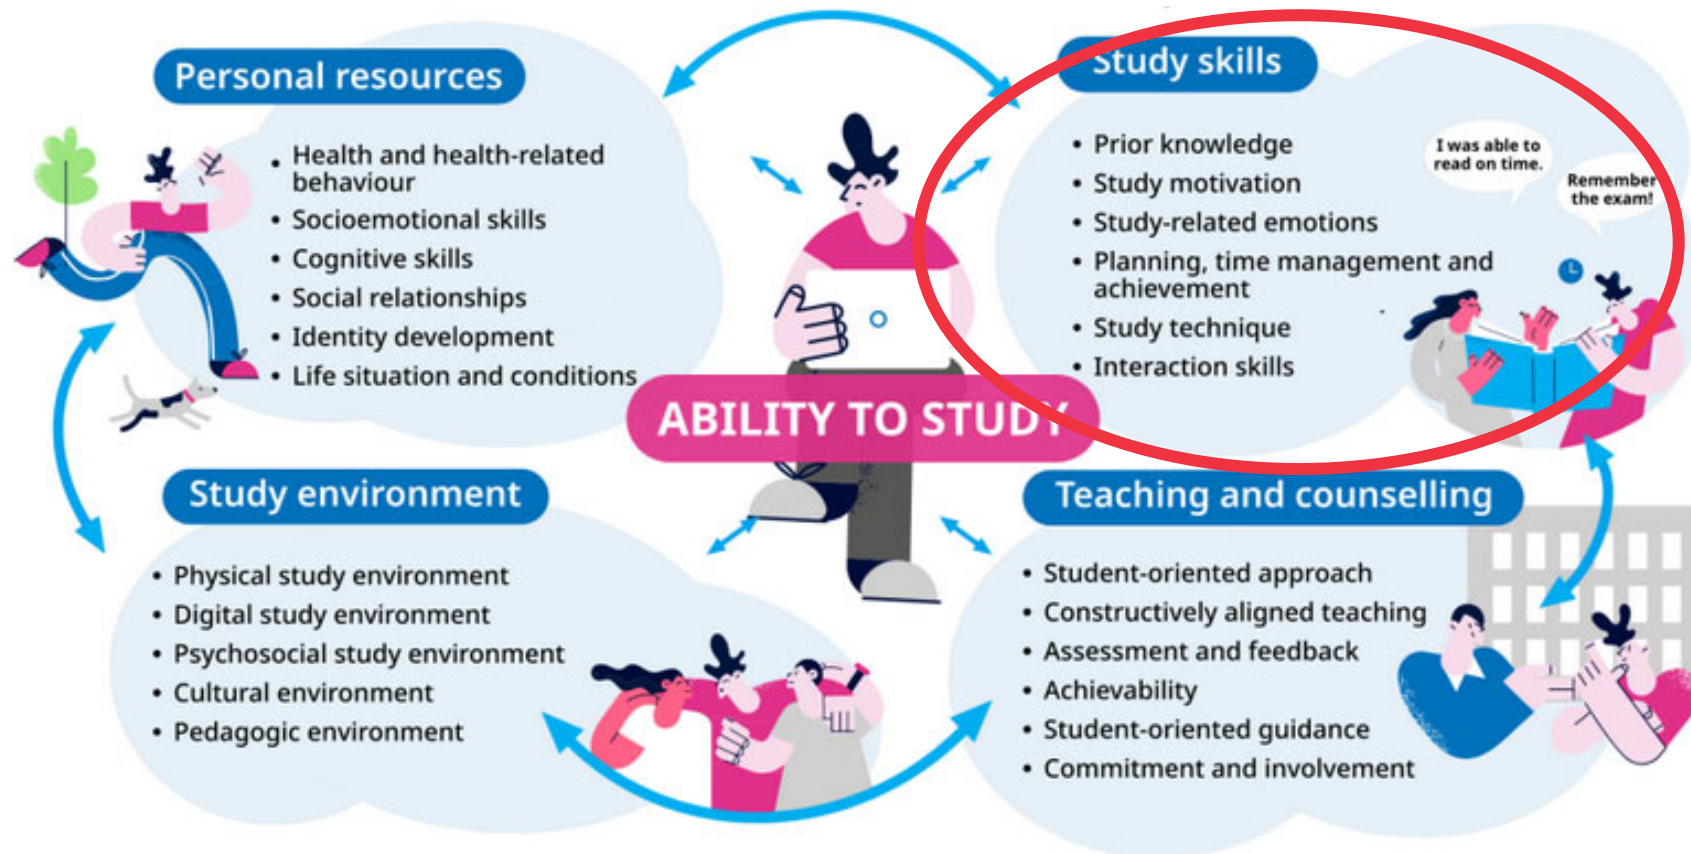 Personal resources
• Health and health-related
behaviour
• Socioemotional skills
• Cognitive skills
• Social relationships
• Identity development
• Life situation and conditions
Study skills
• Prior knowledge
• Study motivation
• Study-related emotions
• Planning, time management and
achievement
• Study technique
• Interaction skills
I was able to
read on time.
Remember
the exam!
ABILITY TO STUDY
Study environment
• Physical study environment
• Digital study environment
• Psychosocial study environment
• Cultural environment
• Pedagogic environment
Teaching and counselling
• Student-oriented approach
• Constructively aligned teaching
• Assessment and feedback
• Achievability
• Student-oriented guidance
• Commitment and involvement